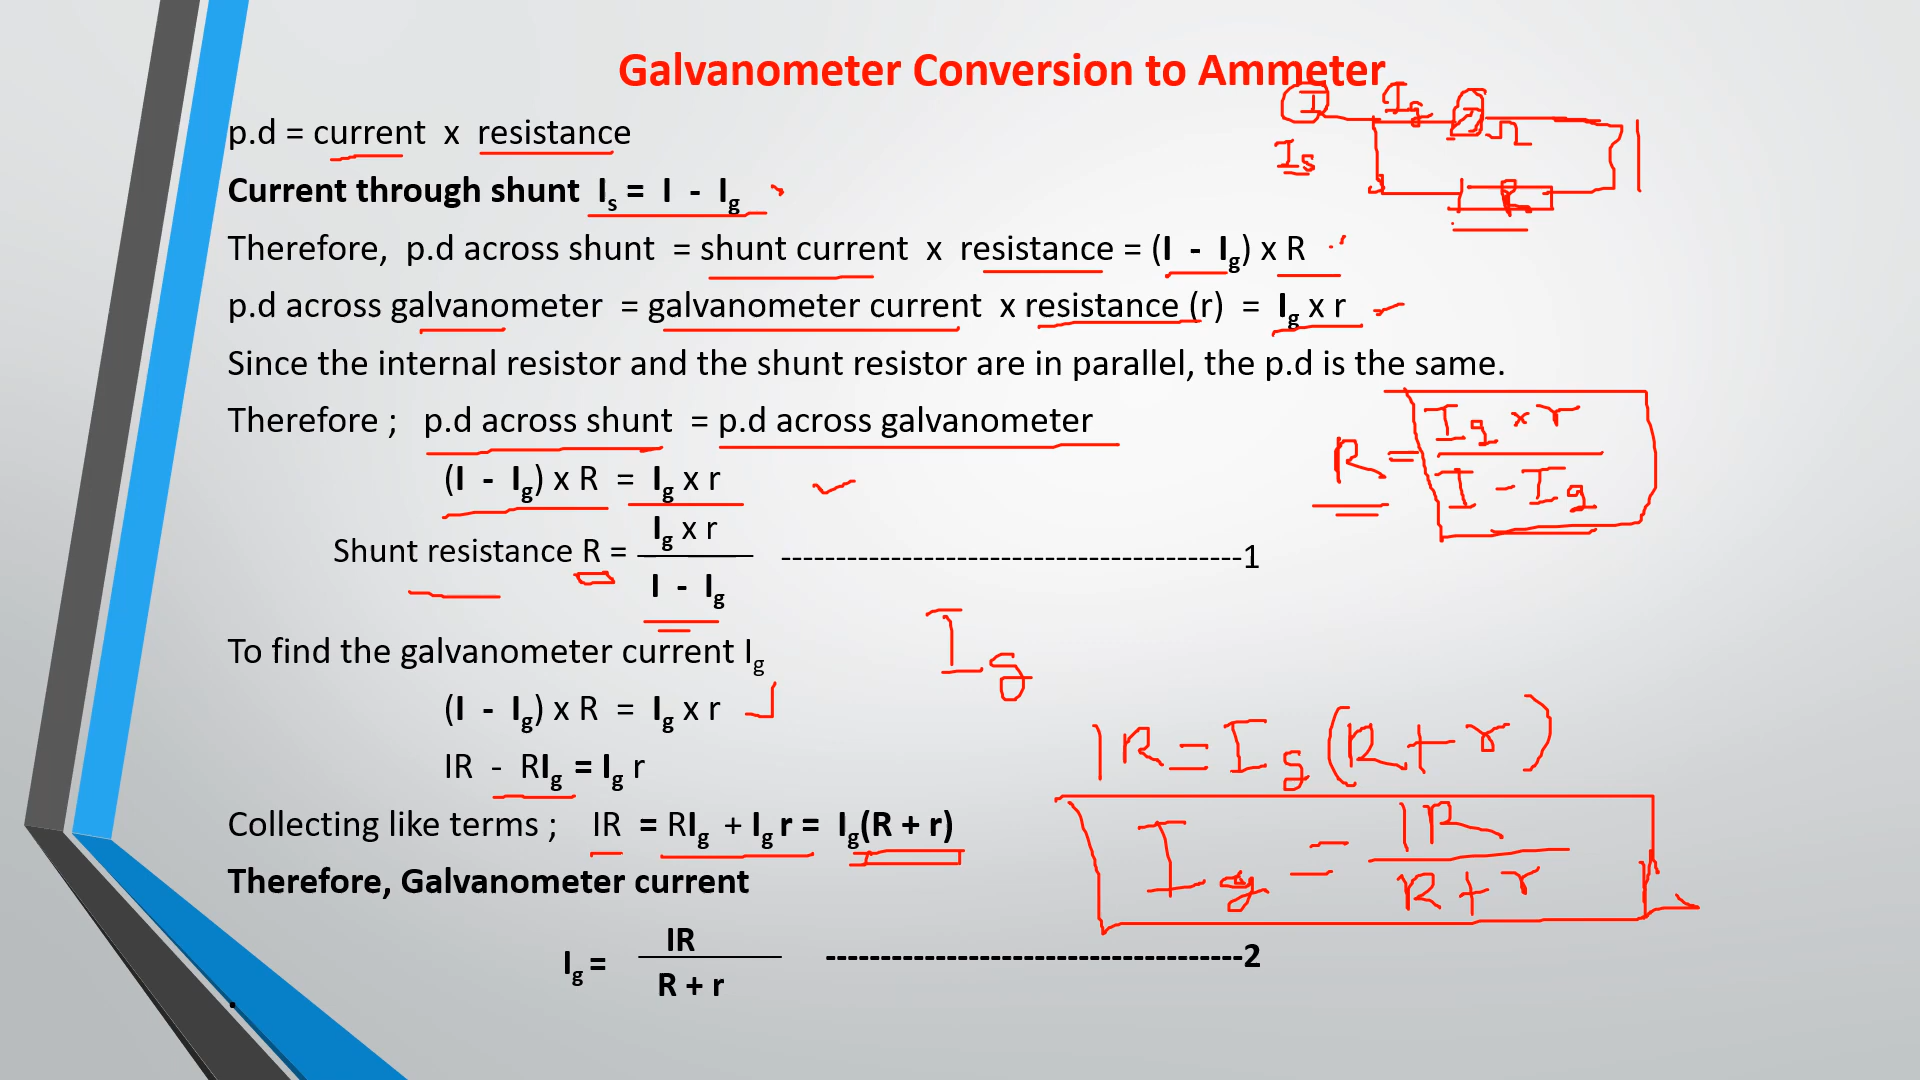 Galvanometer Conversion to Ammeter
I Ig
Is
r
R
p.d = current x resistance
Current through shunt Is = I - Ig
Therefore, p.d across shunt = shunt current x resistance = (I - Ig) x R
p.d across galvanometer = galvanometer current x resistance (r) = Ig x r
Since the internal resistor and the shunt resistor are in parallel, the p.d is the same.
Therefore ; p.d across shunt = p.d across galvanometer
(I - Ig) x R = Ig x r
R = Ig x r
I - Ig
Ig x r
Shunt resistance R = ------------------------------------------1
I - Ig
To find the galvanometer current Ig
Ig
(I - Ig) x R = Ig x r
IR = Ig (R + r)
IR - RIg = Ig r
Collecting like terms ; IR = RIg + Ig r = Ig(R + r)
Ig = IR
R + r
Therefore, Galvanometer current
IR
Ig = --------------------------------------2
R + r
.